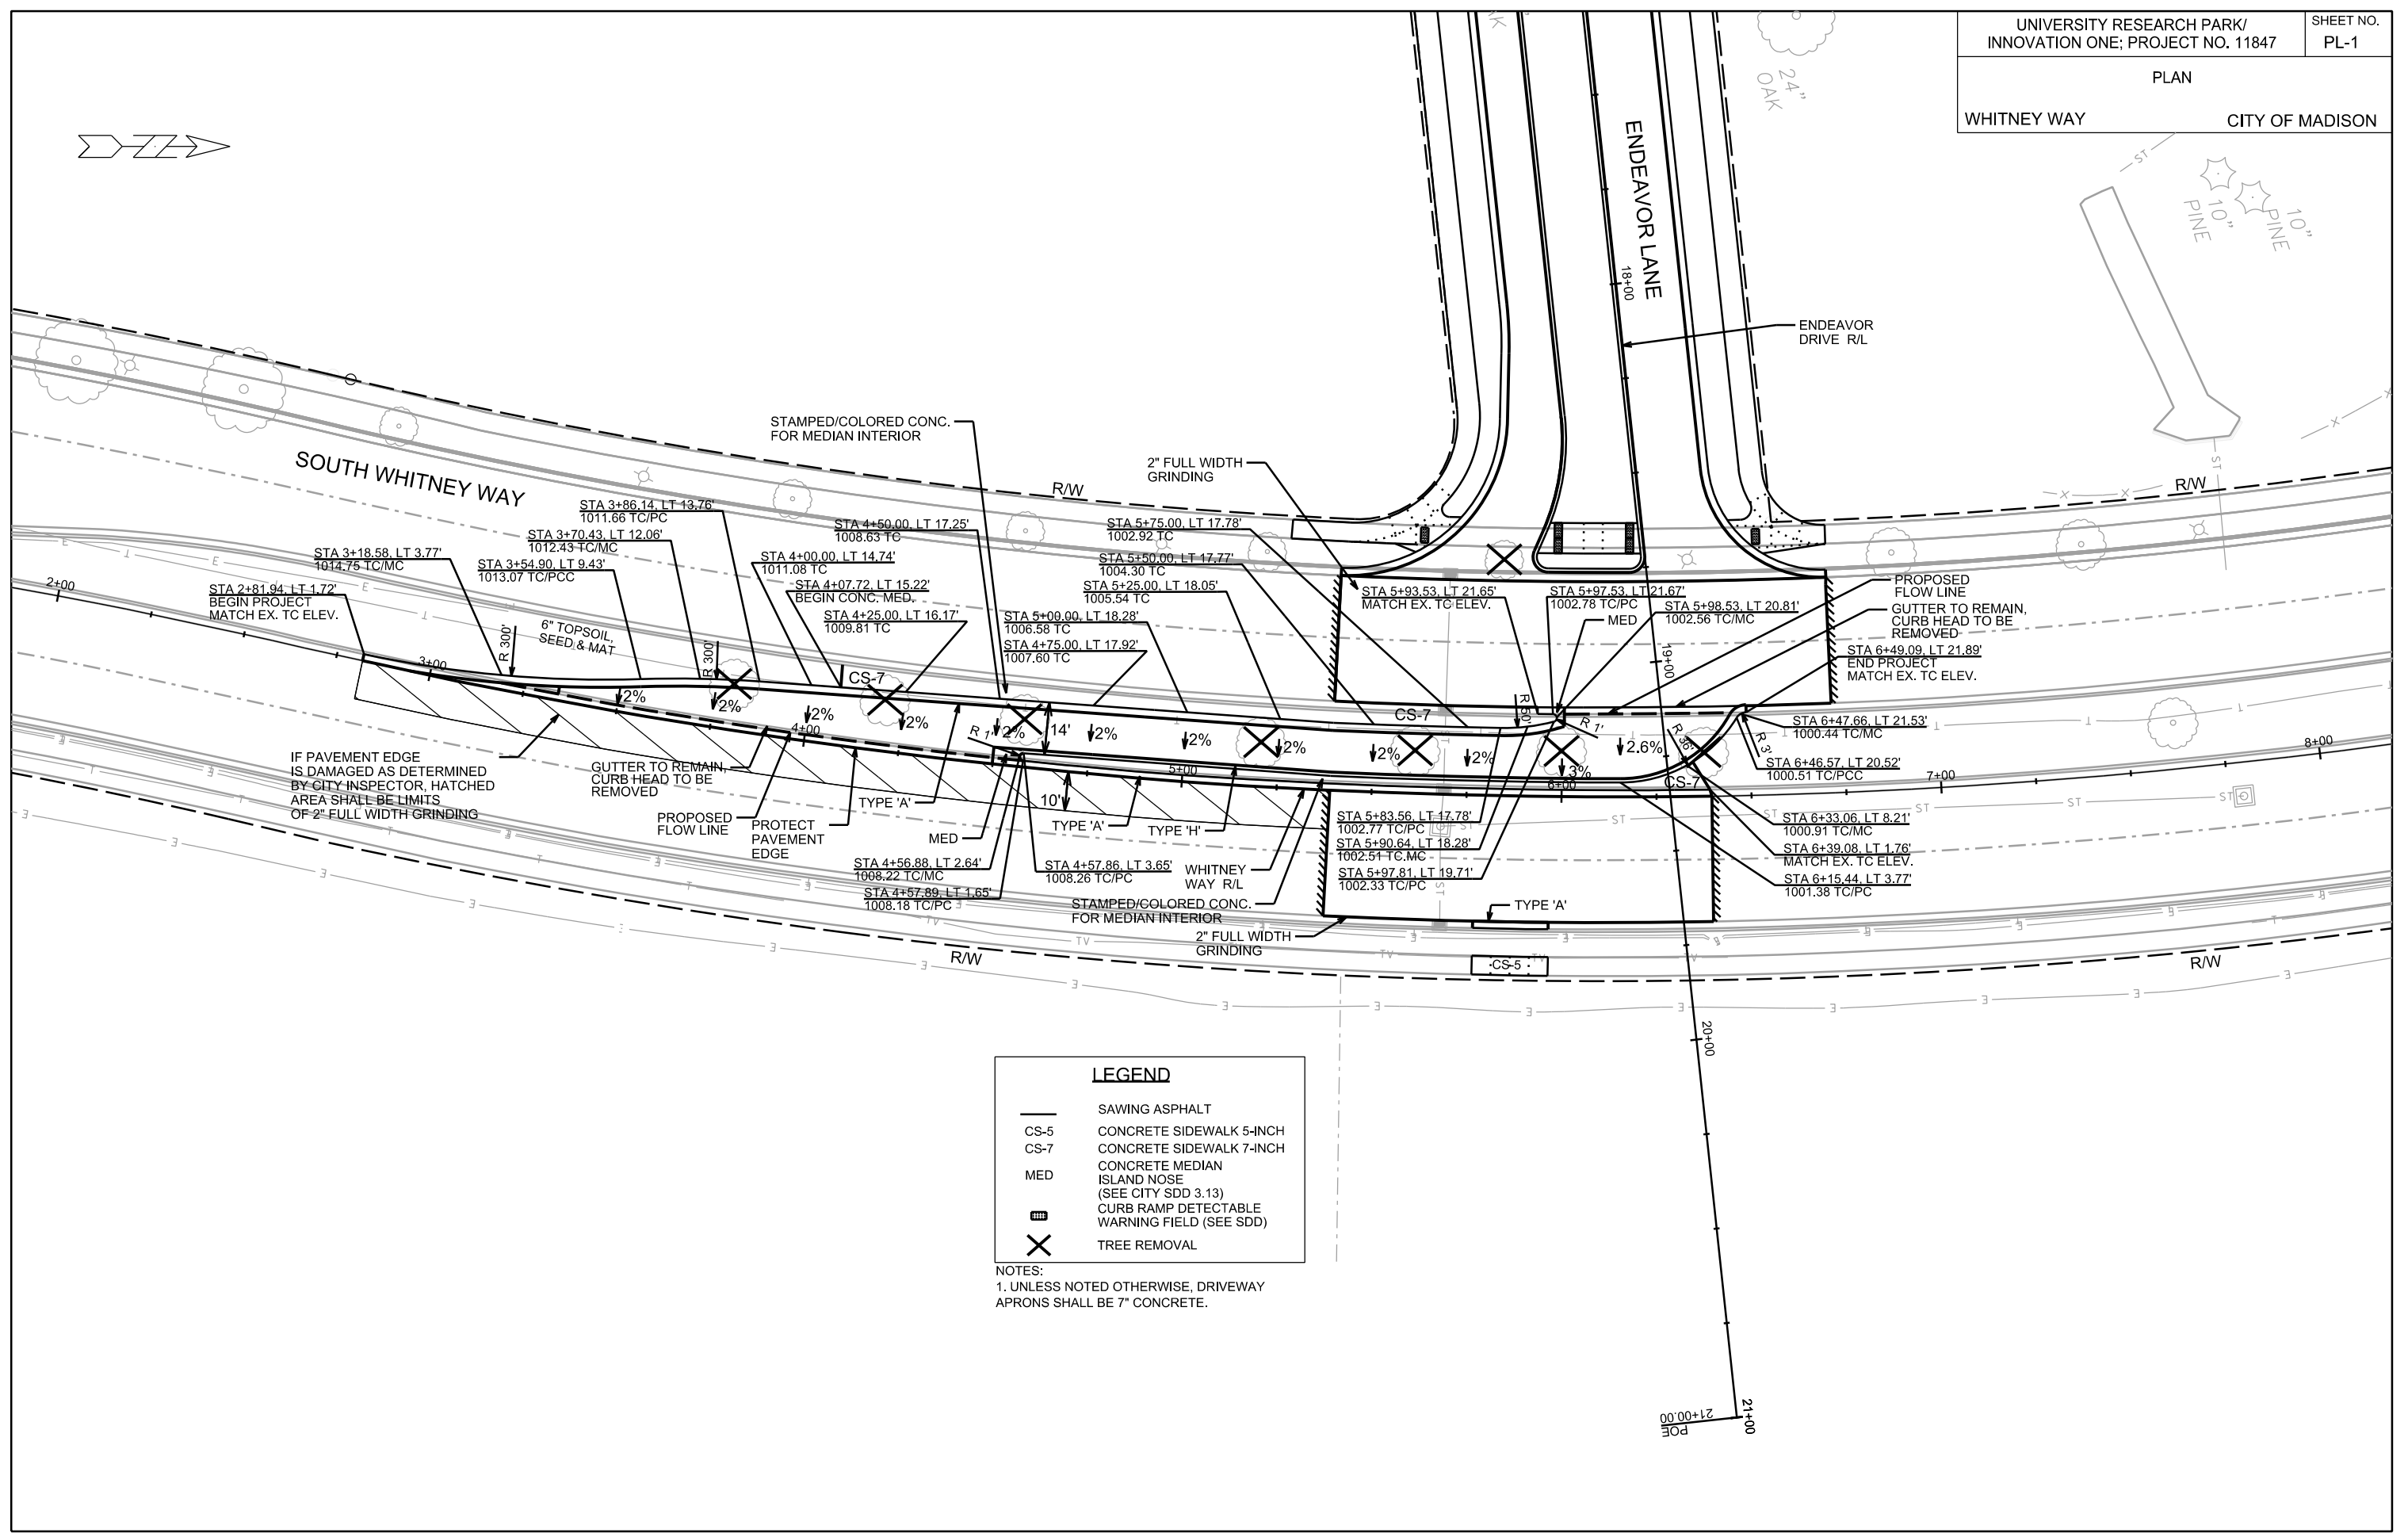 UNIVERSITY RESEARCH PARK/
INNOVATION ONE; PROJECT NO. 11847
SHEET NO.
PL-1
PLAN
WHITNEY WAY
CITY OF MADISON
24"
OAK
10"
PINE
10"
PINE
ENDEAVOR LANE
18+00
ENDEAVOR
DRIVE R/L
SOUTH WHITNEY WAY
STAMPED/COLORED CONC.
FOR MEDIAN INTERIOR
2" FULL WIDTH
GRINDING
R/W
R/W
STA 3+86.14, LT 13.76'
1011.66 TC/PC
STA 3+70.43, LT 12.06'
1012.43 TC/MC
STA 3+18.58, LT 3.77'
1014.75 TC/MC
STA 3+54.90, LT 9.43'
1013.07 TC/PCC
STA 2+81.94, LT 1.72'
BEGIN PROJECT
MATCH EX. TC ELEV.
STA 4+50.00, LT 17.25'
1008.63 TC
STA 4+00.00, LT 14.74'
1011.08 TC
STA 4+07.72, LT 15.22'
BEGIN CONC. MED.
STA 4+25.00, LT 16.17'
1009.81 TC
STA 5+75.00, LT 17.78'
1002.92 TC
STA 5+50.00, LT 17.77'
1004.30 TC
STA 5+25.00, LT 18.05'
1005.54 TC
STA 5+00.00, LT 18.28'
1006.58 TC
STA 4+75.00, LT 17.92'
1007.60 TC
STA 5+93.53, LT 21.65'
MATCH EX. TC ELEV.
STA 5+97.53, LT 21.67'
1002.78 TC/PC
MED
STA 5+98.53, LT 20.81'
1002.56 TC/MC
PROPOSED
FLOW LINE
GUTTER TO REMAIN,
CURB HEAD TO BE
REMOVED
STA 6+49.09, LT 21.89'
END PROJECT
MATCH EX. TC ELEV.
STA 6+47.66, LT 21.53'
1000.44 TC/MC
STA 6+46.57, LT 20.52'
1000.51 TC/PCC
STA 6+33.06, LT 8.21'
1000.91 TC/MC
STA 6+39.08, LT 1.76'
MATCH EX. TC ELEV.
STA 6+15.44, LT 3.77'
1001.38 TC/PC
2+00
3+00
4+00
5+00
6+00
7+00
8+00
19+00
R 300'
R 300'
6" TOPSOIL,
SEED & MAT
CS-7
CS-7
CS-7
2%
2%
2%
2%
2%
2%
2%
2%
2%
2%
2.6%
3%
14'
10'
R 1'
R 50'
R 1'
R 36'
R 3'
IF PAVEMENT EDGE
IS DAMAGED AS DETERMINED
BY CITY INSPECTOR, HATCHED
AREA SHALL BE LIMITS
OF 2" FULL WIDTH GRINDING
GUTTER TO REMAIN,
CURB HEAD TO BE
REMOVED
PROPOSED
FLOW LINE
PROTECT
PAVEMENT
EDGE
TYPE 'A'
MED
TYPE 'A'
TYPE 'H'
STA 4+56.88, LT 2.64'
1008.22 TC/MC
STA 4+57.89, LT 1.65'
1008.18 TC/PC
STA 4+57.86, LT 3.65'
1008.26 TC/PC
WHITNEY
WAY R/L
STAMPED/COLORED CONC.
FOR MEDIAN INTERIOR
2" FULL WIDTH
GRINDING
STA 5+83.56, LT 17.78'
1002.77 TC/PC
STA 5+90.64, LT 18.28'
1002.51 TC.MC
STA 5+97.81, LT 19.71'
1002.33 TC/PC
TYPE 'A'
CS-5
R/W
R/W
20+00
21+00
POE
21+00.00
LEGEND
SAWING ASPHALT
CS-5 CONCRETE SIDEWALK 5-INCH
CS-7 CONCRETE SIDEWALK 7-INCH
MED CONCRETE MEDIAN
ISLAND NOSE
(SEE CITY SDD 3.13)
CURB RAMP DETECTABLE
WARNING FIELD (SEE SDD)
TREE REMOVAL
NOTES:
1. UNLESS NOTED OTHERWISE, DRIVEWAY
APRONS SHALL BE 7" CONCRETE.